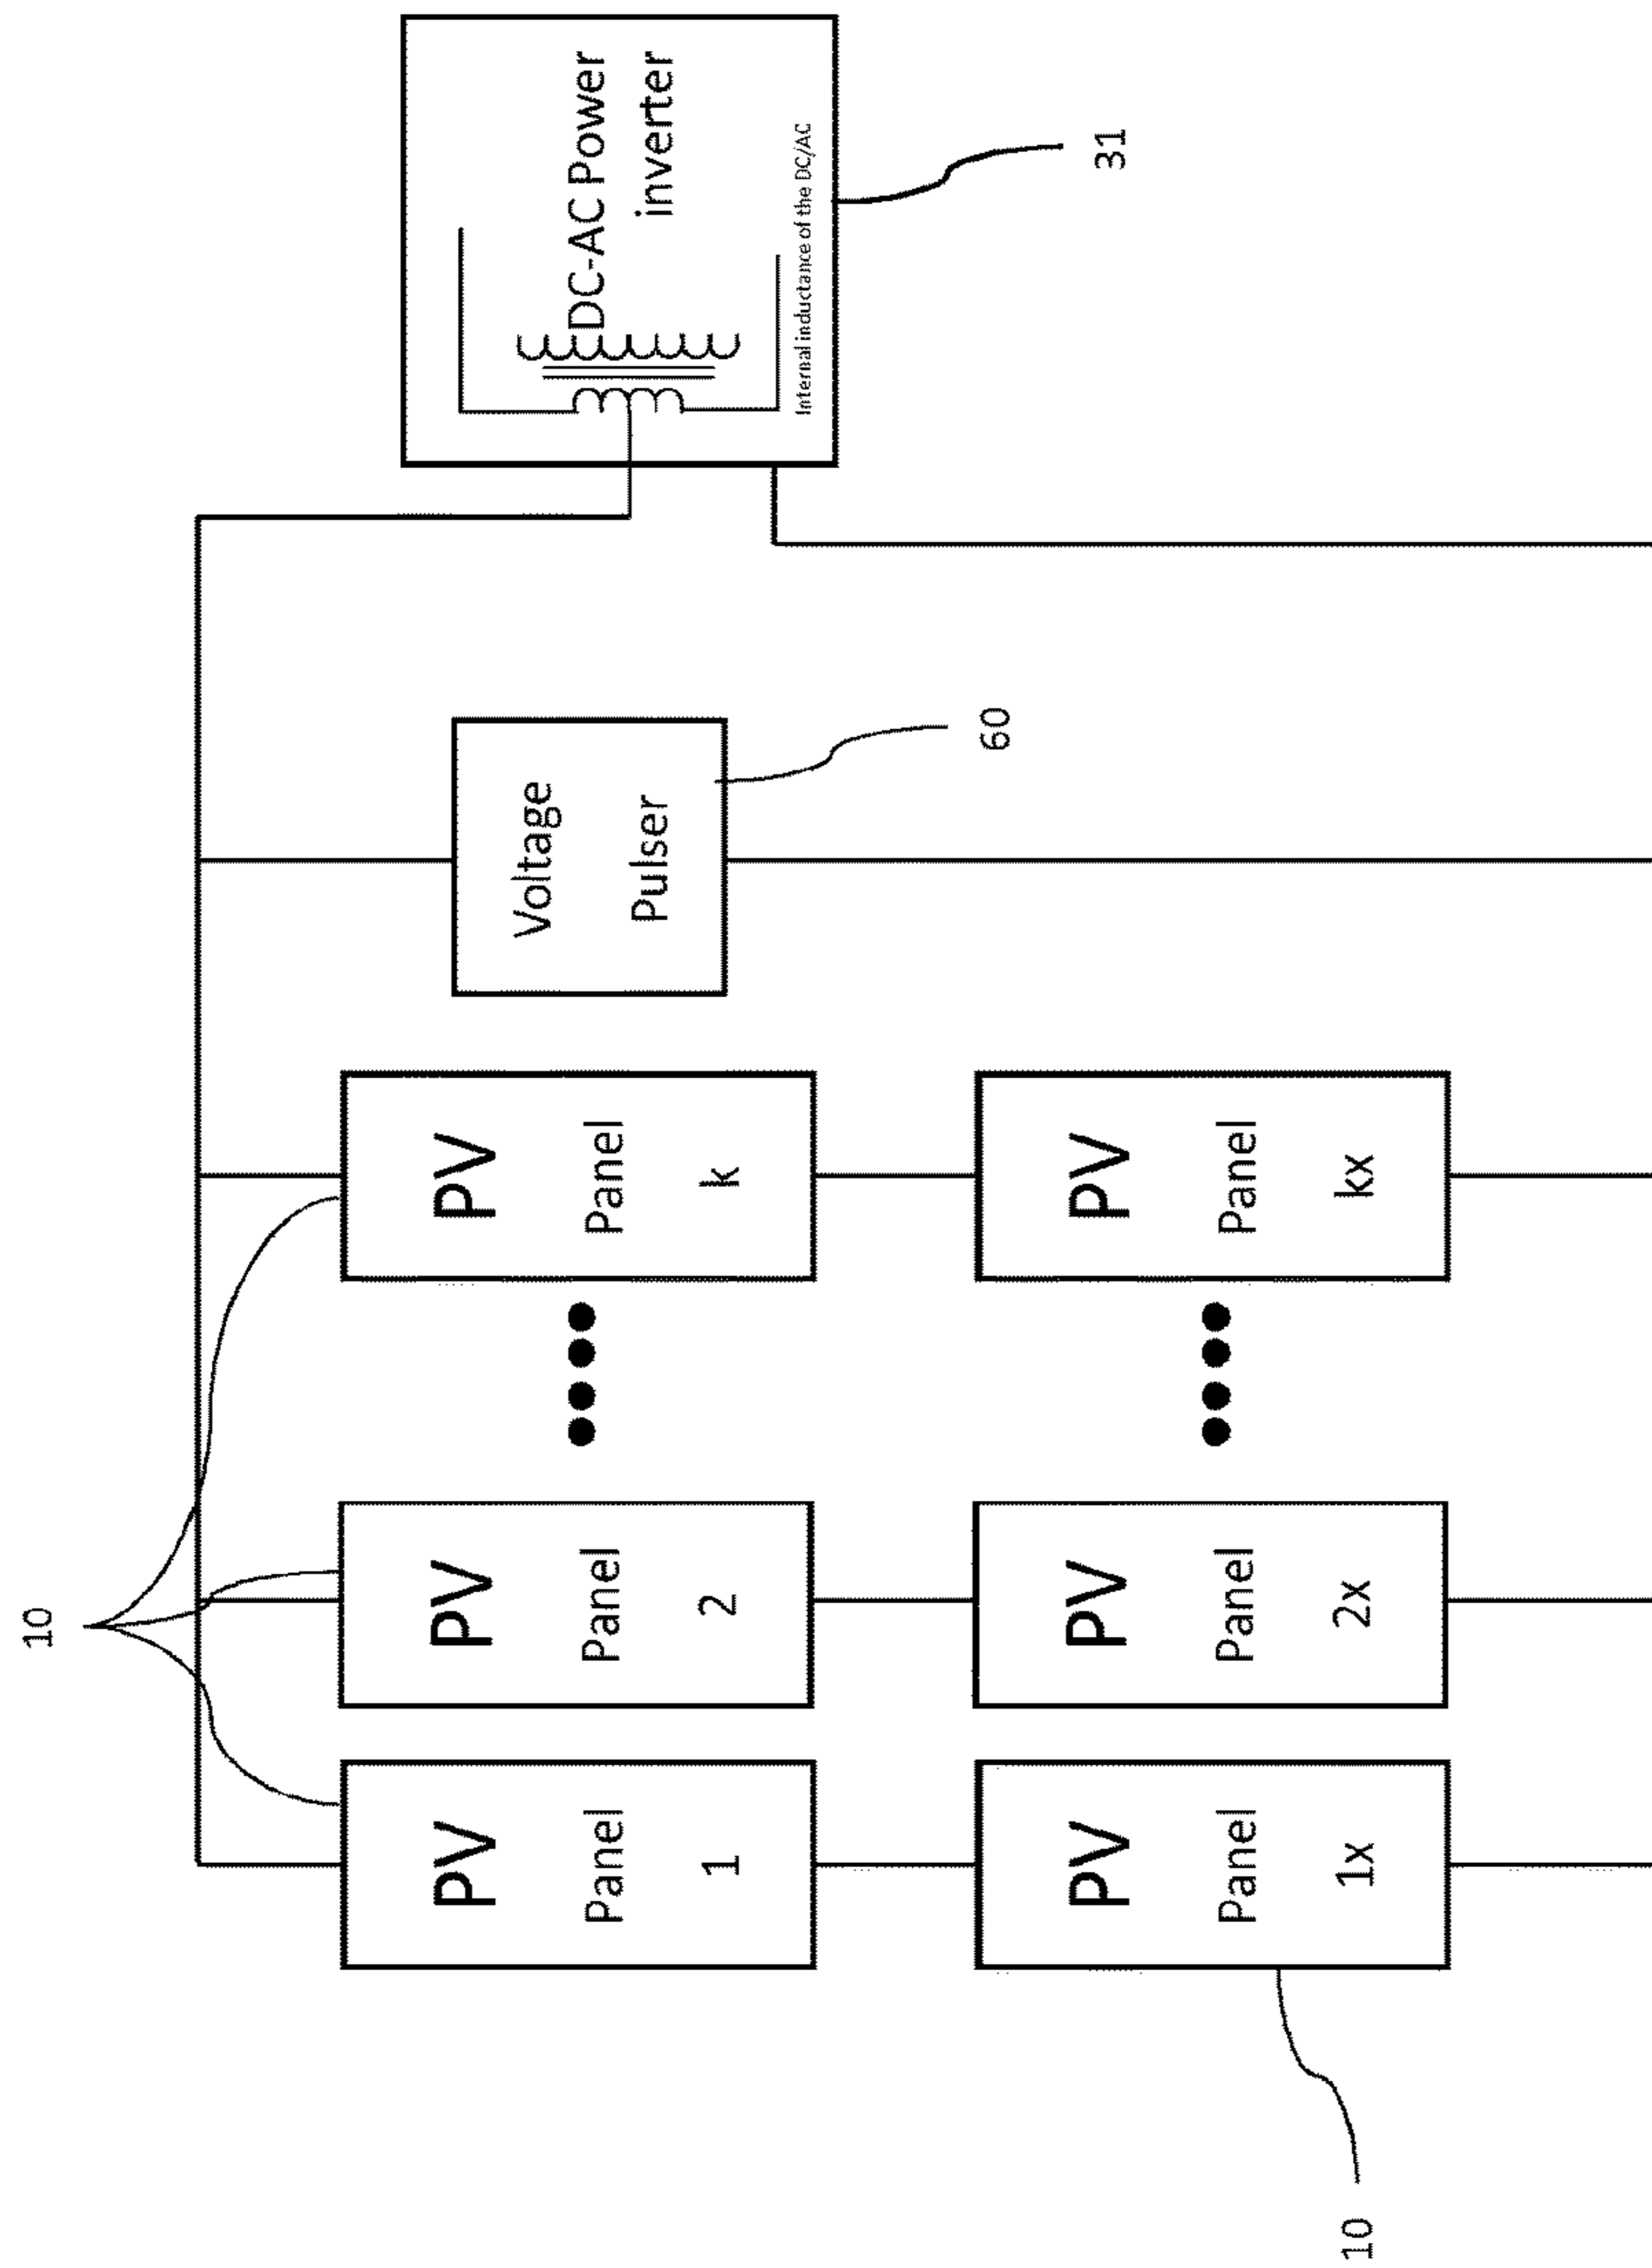 10
PV
Panel
1
PV
Panel
2
PV
Panel
k
Voltage
Pulser
60
DC-AC Power
inverter
Internal inductance of the DC/AC
31
PV
Panel
1x
PV
Panel
2x
PV
Panel
kx
10